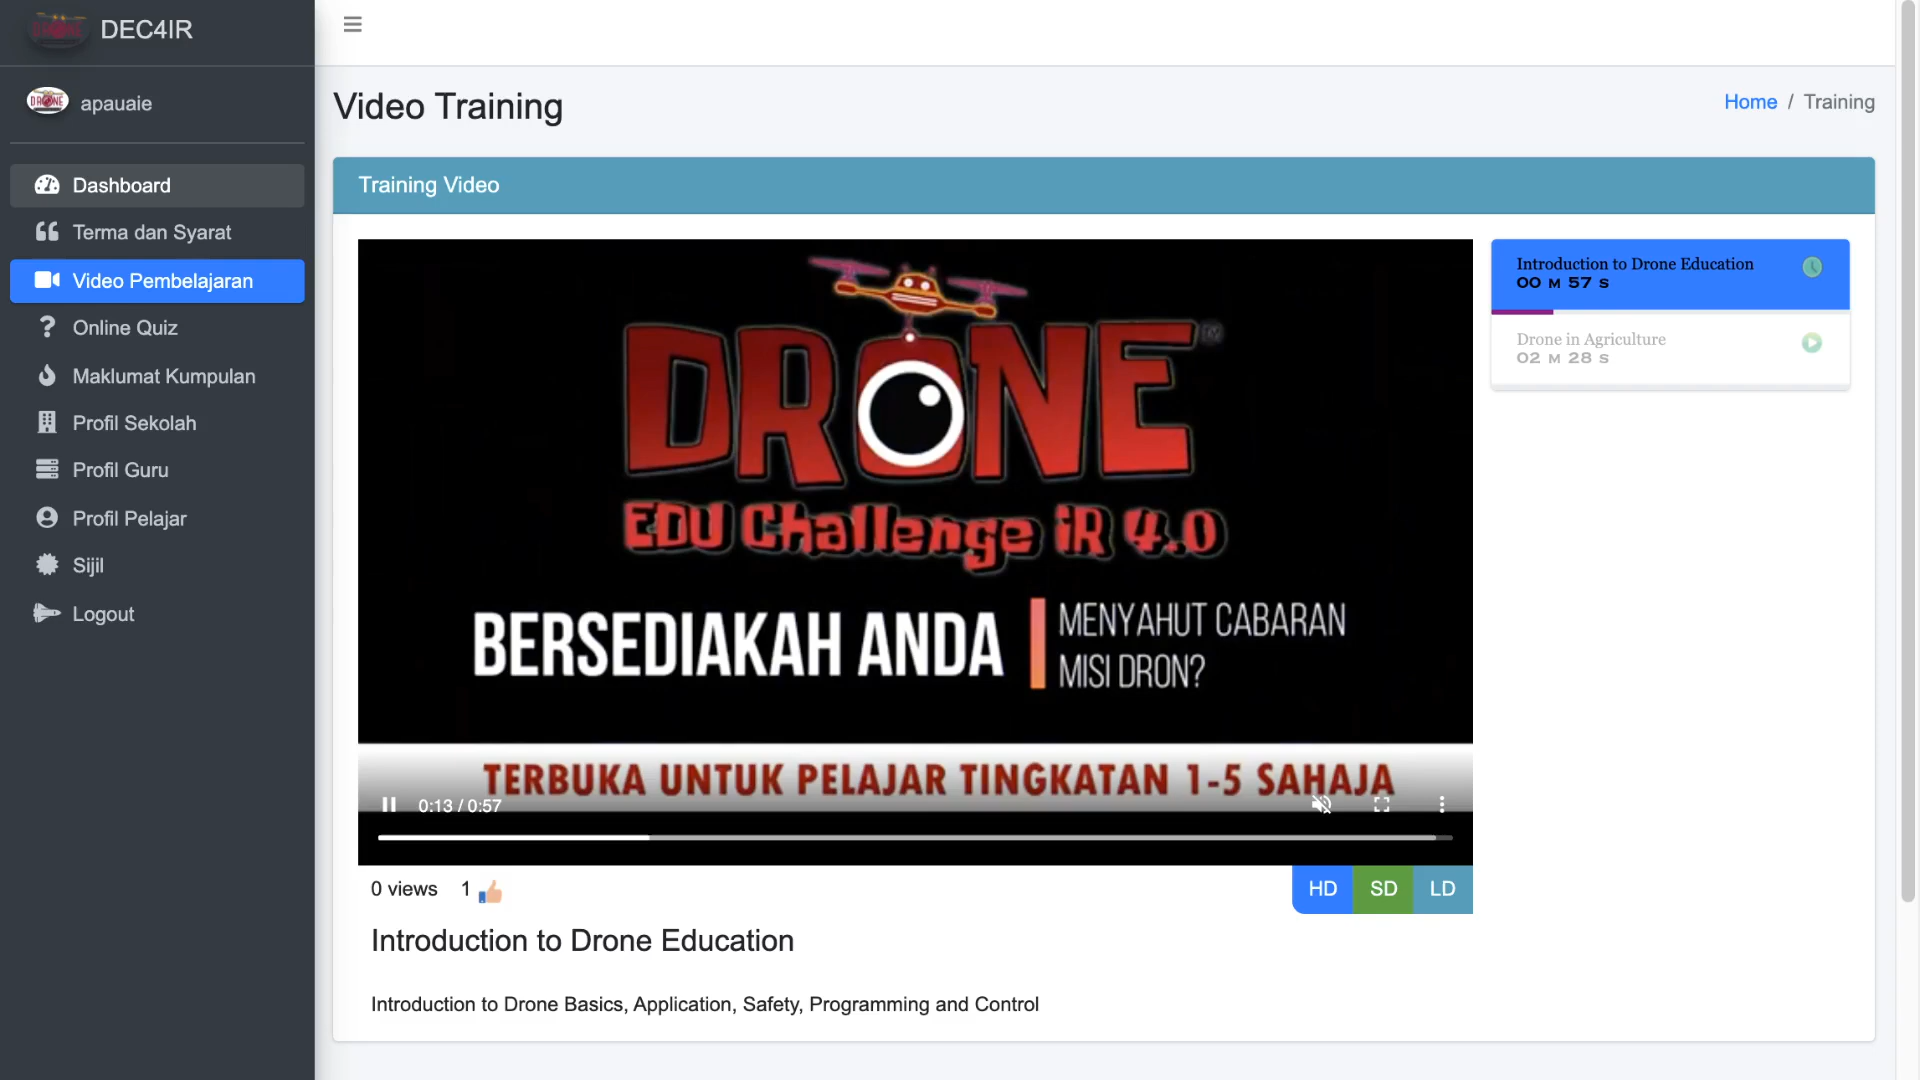 DRONE
DEC4IR
DRONE
apauaie
Dashboard
Terma dan Syarat
Video Pembelajaran
Online Quiz
Maklumat Kumpulan
Profil Sekolah
Profil Guru
Profil Pelajar
Sijil
Logout
Video Training
Home / Training
Training Video
DRONE™
EDU Challenge iR 4.0
BERSEDIAKAH ANDA
MENYAHUT CABARAN
MISI DRON?
TERBUKA UNTUK PELAJAR TINGKATAN 1-5 SAHAJA
0:13 / 0:57
Introduction to Drone Education
00 M 57 S
Drone in Agriculture
02 M 28 S
0 views 1
HD SD LD
Introduction to Drone Education
Introduction to Drone Basics, Application, Safety, Programming and Control